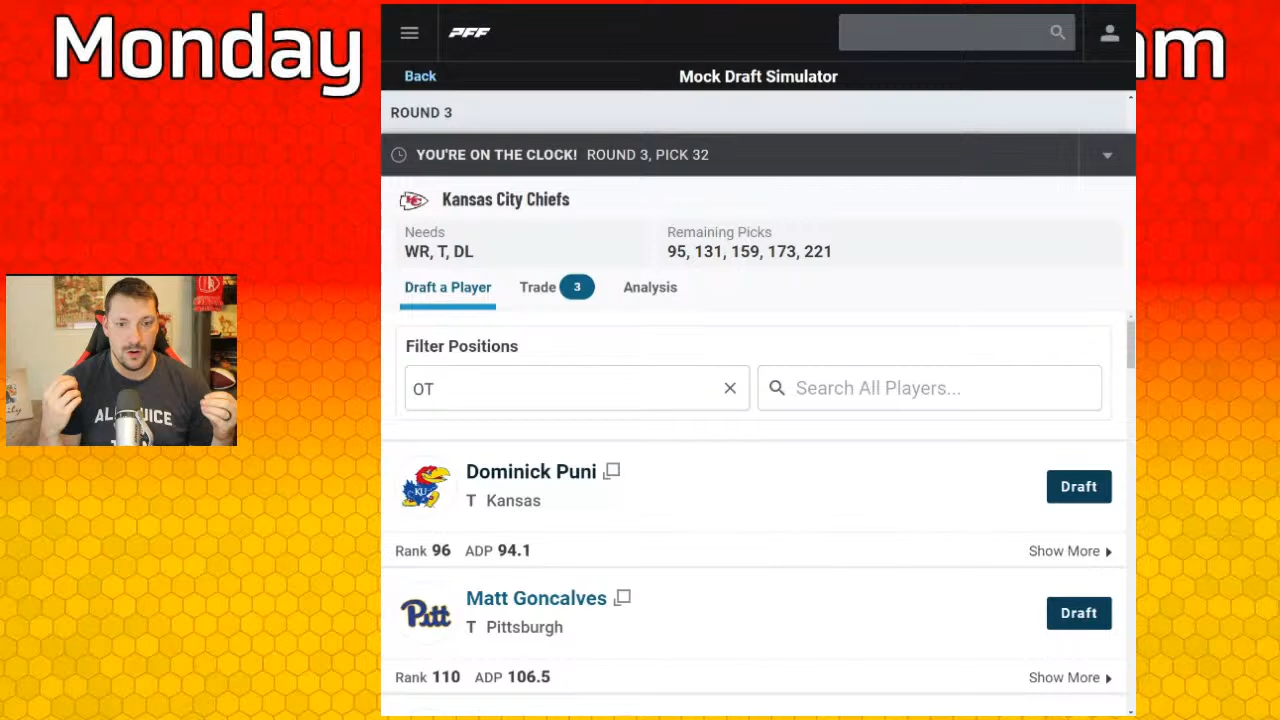 Monday
am
PFF
Back
Mock Draft Simulator
ROUND 3
YOU'RE ON THE CLOCK! ROUND 3, PICK 32
Kansas City Chiefs
Needs
WR, T, DL
Remaining Picks
95, 131, 159, 173, 221
Draft a Player
Trade 3
Analysis
Filter Positions
OT
Search All Players...
KU
Dominick Puni
T Kansas
Draft
Rank 96 ADP 94.1
Show More
Pitt
Matt Goncalves
T Pittsburgh
Draft
Rank 110 ADP 106.5
Show More